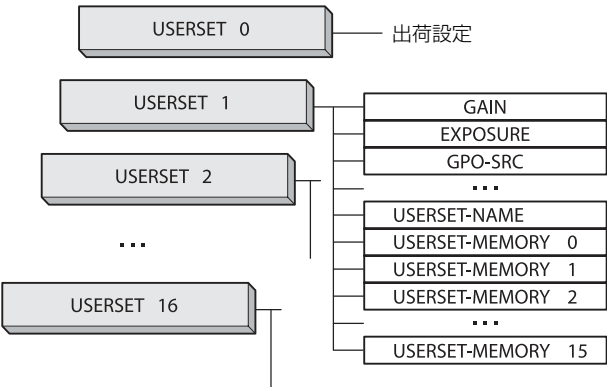 USERSET 0
出荷設定
USERSET 1
GAIN
EXPOSURE
GPO-SRC
...
USERSET-NAME
USERSET-MEMORY 0
USERSET-MEMORY 1
USERSET-MEMORY 2
...
USERSET-MEMORY 15
USERSET 2
...
USERSET 16